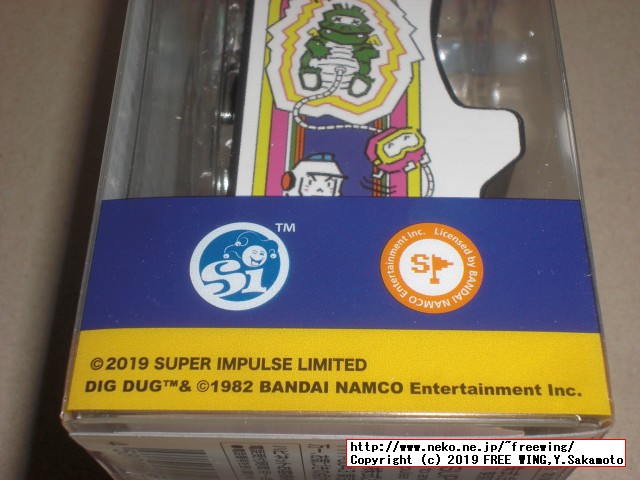 Si TM
Licensed by BANDAI NAMCO Entertainment Inc.
SP
©2019 SUPER IMPULSE LIMITED
DIG DUG™& ©1982 BANDAI NAMCO Entertainment Inc.
http://www.neko.ne.jp/~freewing/
Copyright (c) 2019 FREE WING,Y.Sakamoto